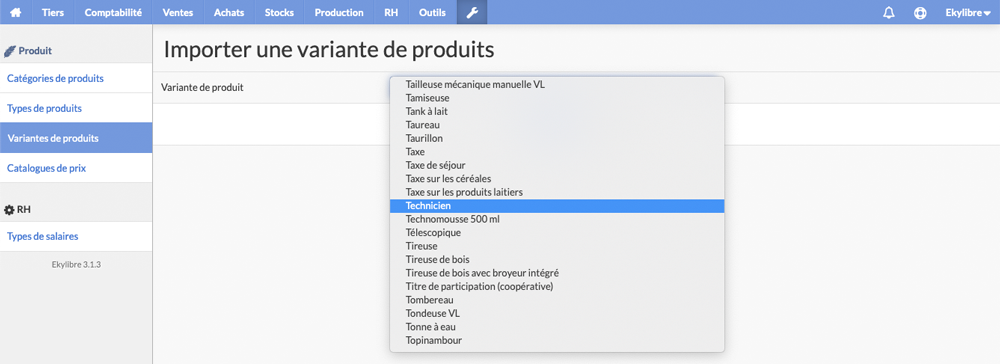 Tiers Comptabilité Ventes Achats Stocks Production RH Outils Ekylibre
Produit
Catégories de produits
Types de produits
Variantes de produits
Catalogues de prix
RH
Types de salaires
Ekylibre 3.1.3
Importer une variante de produits
Variante de produit
Tailleuse mécanique manuelle VL
Tamiseuse
Tank à lait
Taureau
Taurillon
Taxe
Taxe de séjour
Taxe sur les céréales
Taxe sur les produits laitiers
Technicien
Technomousse 500 ml
Télescopique
Tireuse
Tireuse de bois
Tireuse de bois avec broyeur intégré
Titre de participation (coopérative)
Tombereau
Tondeuse VL
Tonne à eau
Topinambour